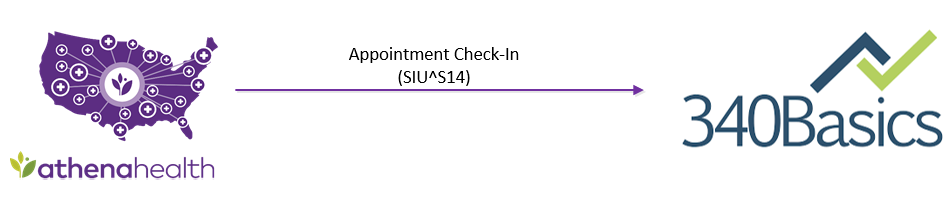 Appointment Check-In
(SIU^S14)
athenahealth
340Basics